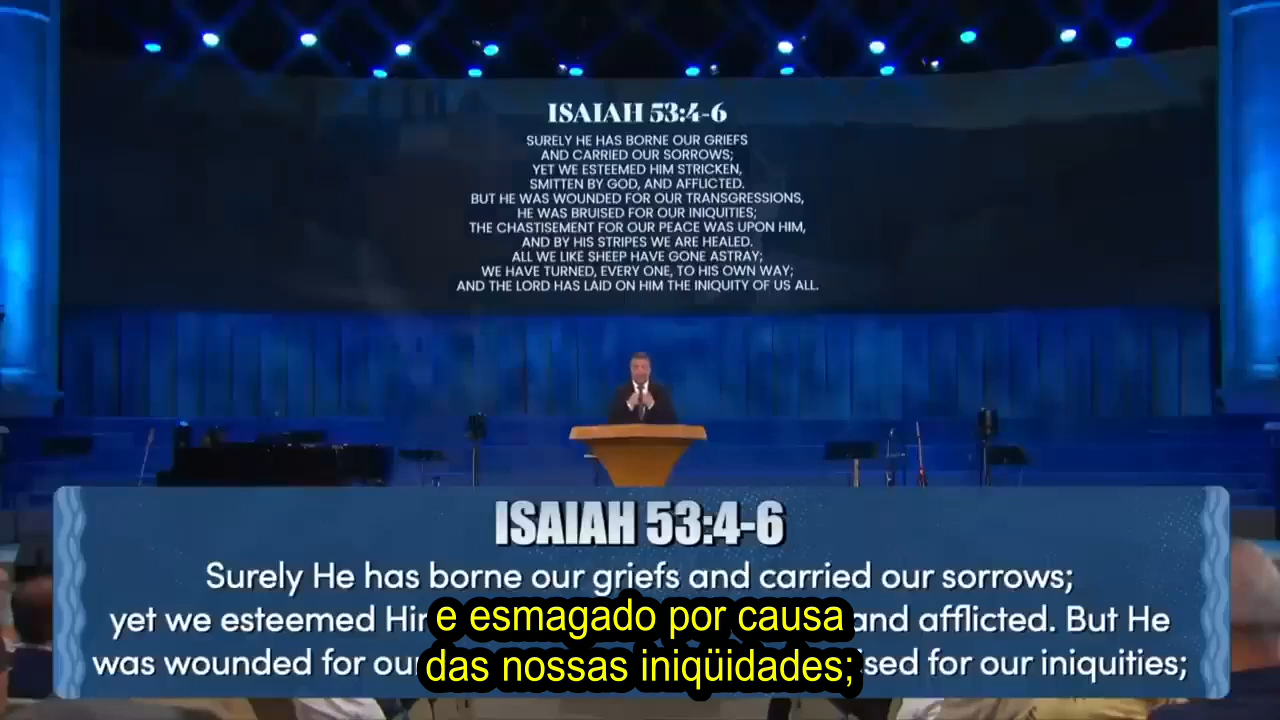 ISAIAH 53:4-6
SURELY HE HAS BORNE OUR GRIEFS
AND CARRIED OUR SORROWS;
YET WE ESTEEMED HIM STRICKEN,
SMITTEN BY GOD, AND AFFLICTED.
BUT HE WAS WOUNDED FOR OUR TRANSGRESSIONS,
HE WAS BRUISED FOR OUR INIQUITIES;
THE CHASTISEMENT FOR OUR PEACE WAS UPON HIM,
AND BY HIS STRIPES WE ARE HEALED.
ALL WE LIKE SHEEP HAVE GONE ASTRAY;
WE HAVE TURNED, EVERY ONE, TO HIS OWN WAY;
AND THE LORD HAS LAID ON HIM THE INIQUITY OF US ALL.
ISAIAH 53:4-6
Surely He has borne our griefs and carried our sorrows;
yet we esteemed and afflicted. But He
was wounded for for our iniquities;
e esmagado por causa
das nossas iniqüidades;